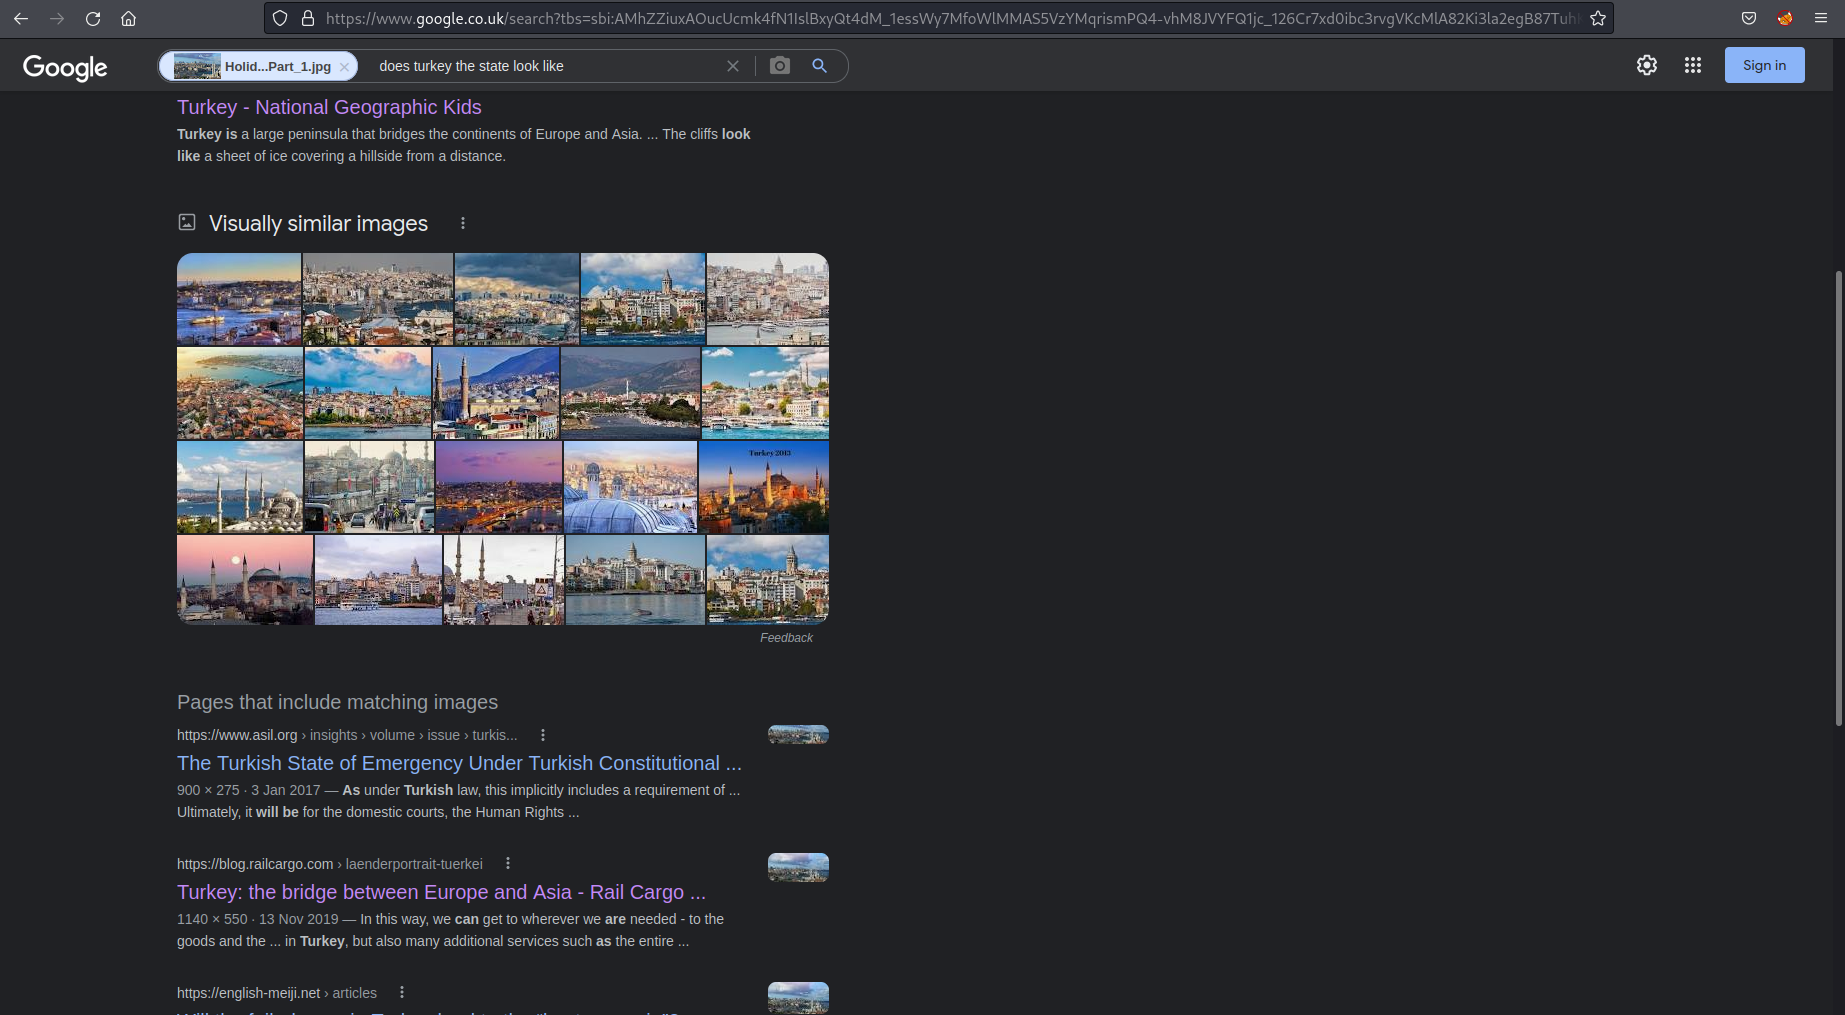 https://www.google.co.uk/search?tbs=sbi:AMhZZiuxAOucUcmk4fN1IslBxyQt4dM_1essWy7MfoWlMMAS5VzYMqrismPQ4-vhM8JVYFQ1jc_126Cr7xd0ibc3rvgVKcMlA82Ki3la2egB87Tuh
Google
Holid...Part_1.jpg
does turkey the state look like
Sign in
Turkey - National Geographic Kids
Turkey is a large peninsula that bridges the continents of Europe and Asia. ... The cliffs look
like a sheet of ice covering a hillside from a distance.
Visually similar images
Turkey 2013
Feedback
Pages that include matching images
https://www.asil.org › insights › volume › issue › turkis...
The Turkish State of Emergency Under Turkish Constitutional ...
900 × 275 · 3 Jan 2017 — As under Turkish law, this implicitly includes a requirement of ...
Ultimately, it will be for the domestic courts, the Human Rights ...
https://blog.railcargo.com › laenderportrait-tuerkei
Turkey: the bridge between Europe and Asia - Rail Cargo ...
1140 × 550 · 13 Nov 2019 — In this way, we can get to wherever we are needed - to the
goods and the ... in Turkey, but also many additional services such as the entire ...
https://english-meiji.net › articles